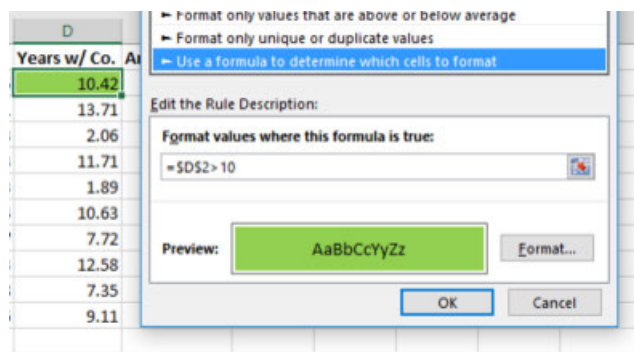 ► Format only values that are above or below average
► Format only unique or duplicate values
► Use a formula to determine which cells to format
D
Years w/ Co.
10.42
13.71
2.06
11.71
1.89
10.63
7.72
12.58
7.35
9.11
Edit the Rule Description:
Format values where this formula is true:
=$D$2>10
Preview:
AaBbCcYyZz
Format...
OK
Cancel